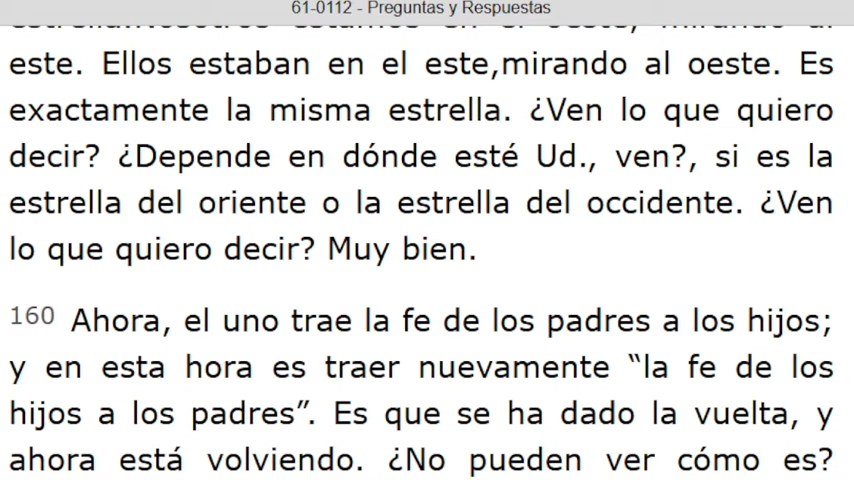 61-0112 - Preguntas y Respuestas
este. Ellos estaban en el este,mirando al oeste. Es
exactamente la misma estrella. ¿Ven lo que quiero
decir? ¿Depende en dónde esté Ud., ven?, si es la
estrella del oriente o la estrella del occidente. ¿Ven
lo que quiero decir? Muy bien.
160 Ahora, el uno trae la fe de los padres a los hijos;
y en esta hora es traer nuevamente “la fe de los
hijos a los padres”. Es que se ha dado la vuelta, y
ahora está volviendo. ¿No pueden ver cómo es?